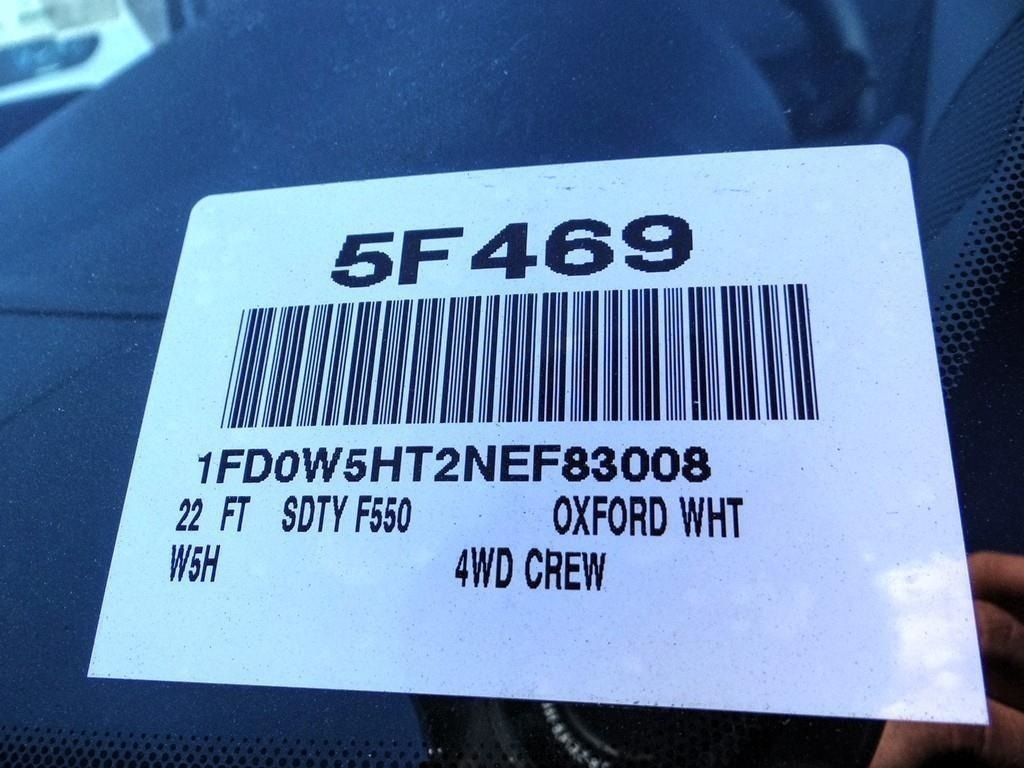 5F469
1FD0W5HT2NEF83008
22 FT SDTY F550 OXFORD WHT
W5H 4WD CREW